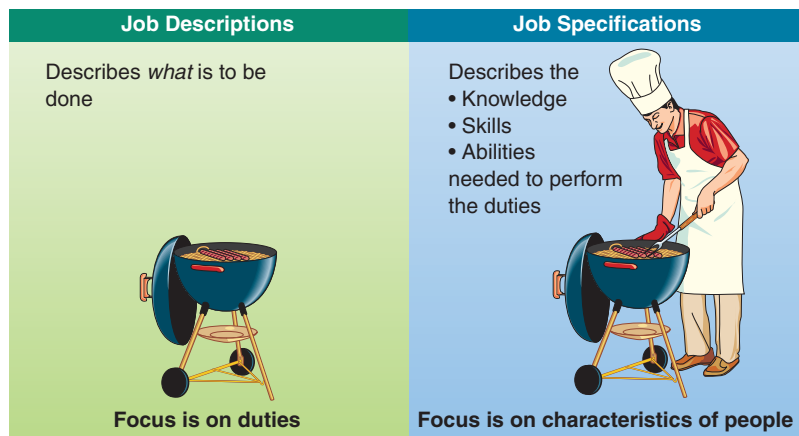 Job Descriptions
Describes what is to be
done
Focus is on duties
Job Specifications
Describes the
• Knowledge
• Skills
• Abilities
needed to perform
the duties
Focus is on characteristics of people